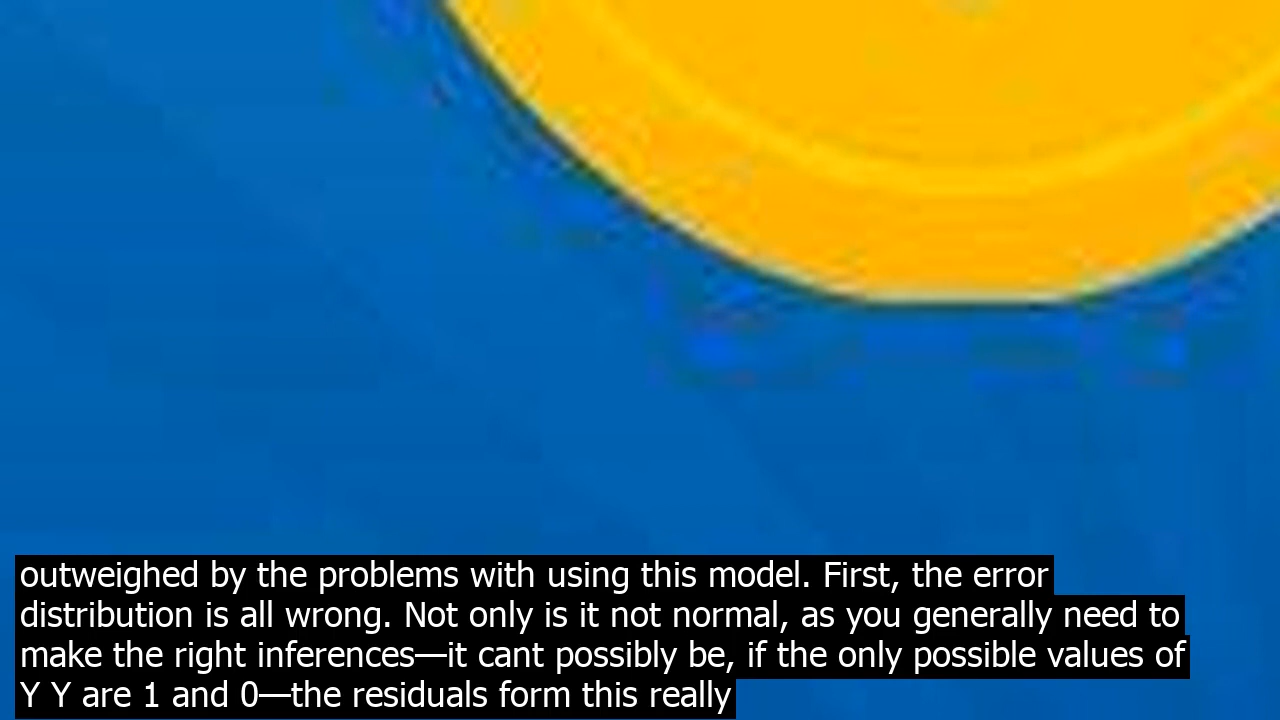 outweighed by the problems with using this model. First, the error
distribution is all wrong. Not only is it not normal, as you generally need to
make the right inferences—it cant possibly be, if the only possible values of
Y Y are 1 and 0—the residuals form this really